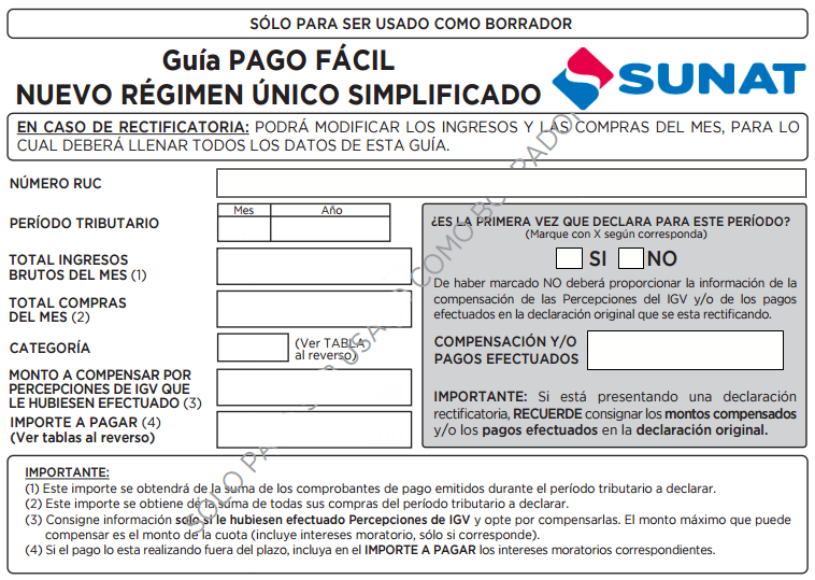 SÓLO PARA SER USADO COMO BORRADOR
Guía PAGO FÁCIL
NUEVO RÉGIMEN ÚNICO SIMPLIFICADO
SUNAT
EN CASO DE RECTIFICATORIA: PODRÁ MODIFICAR LOS INGRESOS Y LAS COMPRAS DEL MES, PARA LO
CUAL DEBERÁ LLENAR TODOS LOS DATOS DE ESTA GUÍA.
NÚMERO RUC
PERÍODO TRIBUTARIO
Mes Año
TOTAL INGRESOS
BRUTOS DEL MES (1)
TOTAL COMPRAS
DEL MES (2)
CATEGORÍA
(Ver TABLA
al reverso)
MONTO A COMPENSAR POR
PERCEPCIONES DE IGV QUE
LE HUBIESEN EFECTUADO (3)
IMPORTE A PAGAR (4)
(Ver tablas al reverso)
¿ES LA PRIMERA VEZ QUE DECLARA PARA ESTE PERÍODO?
(Marque con X según corresponda)
SI NO
De haber marcado NO deberá proporcionar la información de la
compensación de las Percepciones del IGV y/o de los pagos
efectuados en la declaración original que se esta rectificando.
COMPENSACIÓN Y/O
PAGOS EFECTUADOS
IMPORTANTE: Si está presentando una declaración
rectificatoria, RECUERDE consignar los montos compensados
y/o los pagos efectuados en la declaración original.
SÓLO PARA SER USADO COMO BORRADOR
IMPORTANTE:
(1) Este importe se obtendrá de la suma de los comprobantes de pago emitidos durante el período tributario a declarar.
(2) Este importe se obtiene de la suma de todas sus compras del período tributario a declarar.
(3) Consigne información solo si le hubiesen efectuado Percepciones de IGV y opte por compensarlas. El monto máximo que puede
compensar es el monto de la cuota (incluye intereses moratorio, sólo si corresponde).
(4) Si el pago lo esta realizando fuera del plazo, incluya en el IMPORTE A PAGAR los intereses moratorios correspondientes.